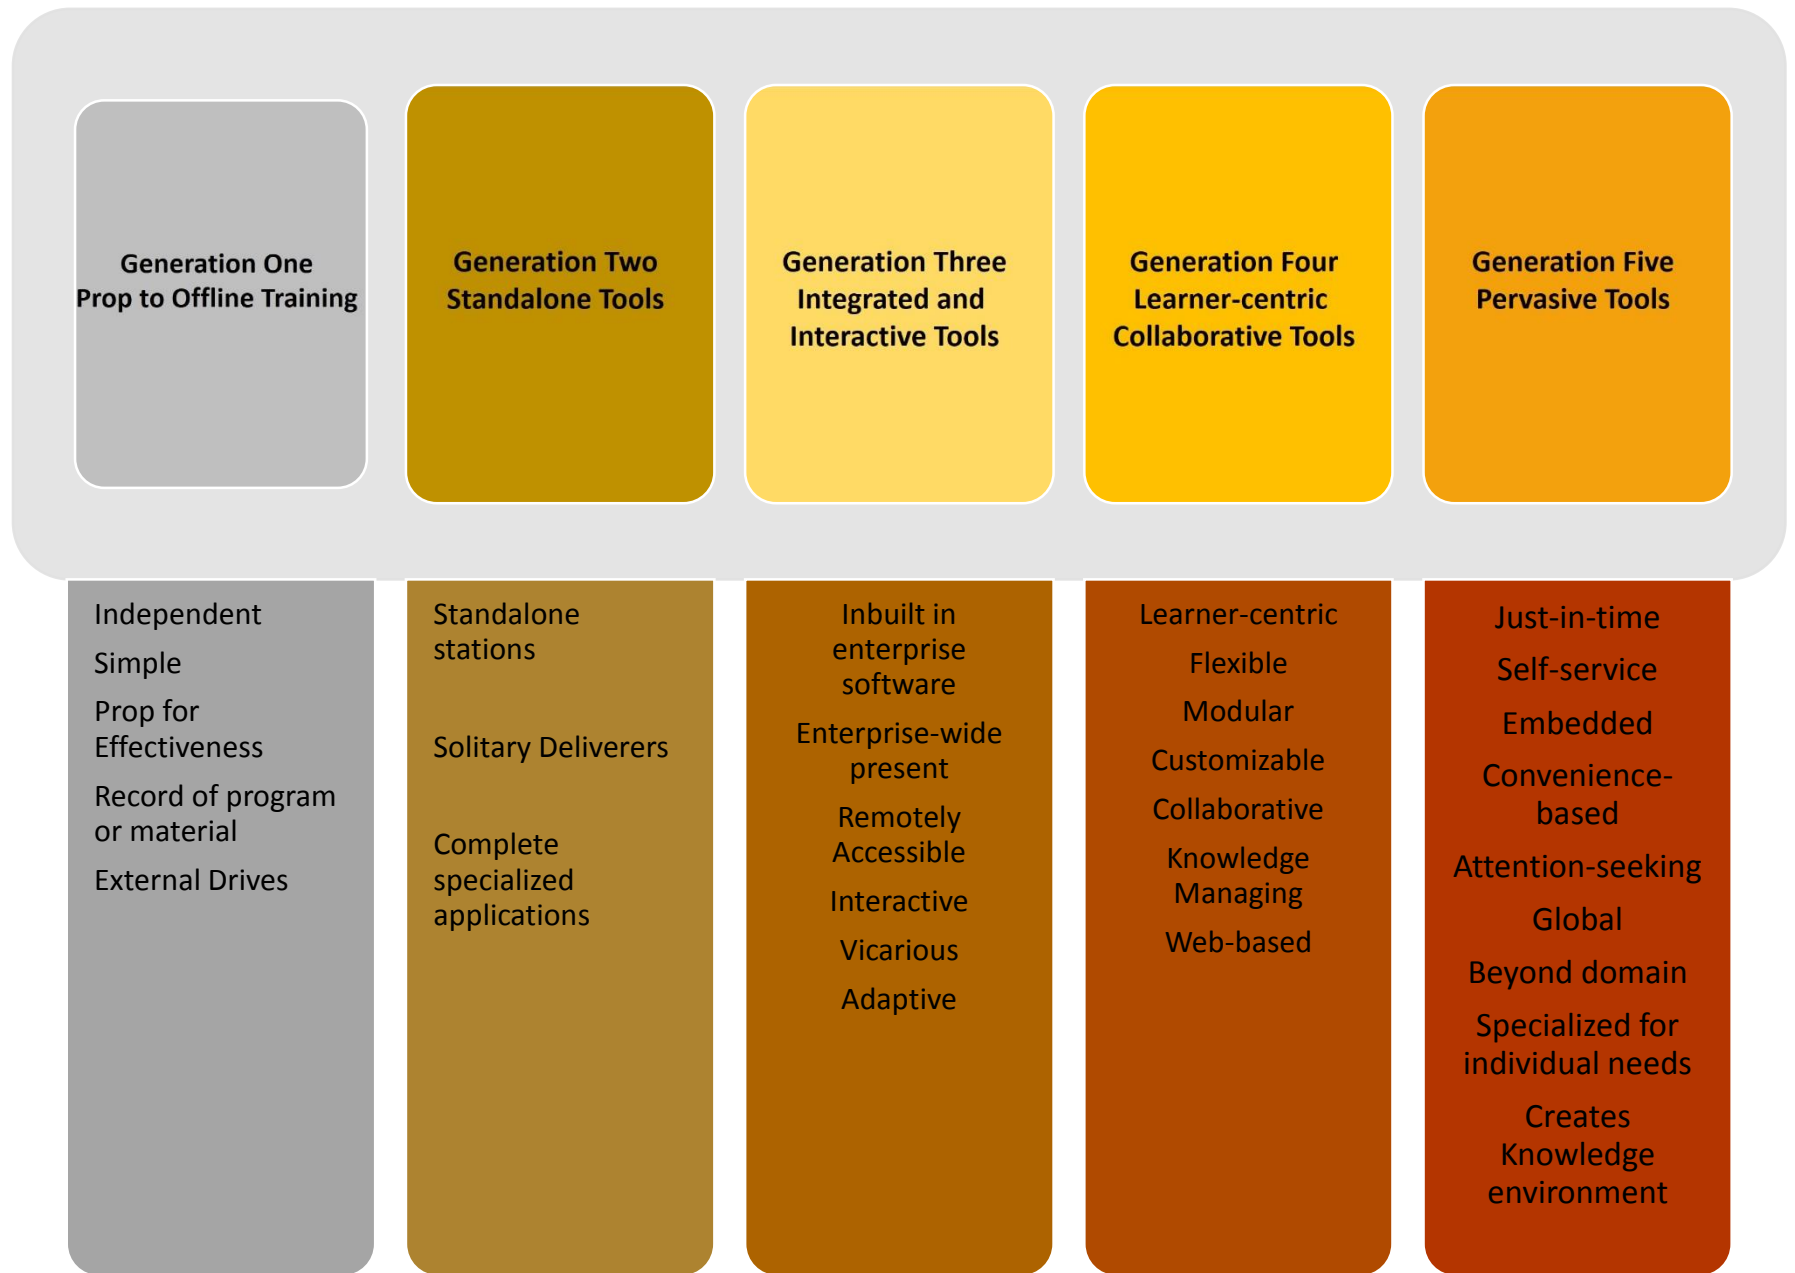 Generation One
Prop to Offline Training
Generation Two
Standalone Tools
Generation Three
Integrated and
Interactive Tools
Generation Four
Learner-centric
Collaborative Tools
Generation Five
Pervasive Tools
Independent
Simple
Prop for
Effectiveness
Record of program
or material
External Drives
Standalone
stations
Solitary Deliverers
Complete
specialized
applications
Inbuilt in
enterprise
software
Enterprise-wide
present
Remotely
Accessible
Interactive
Vicarious
Adaptive
Learner-centric
Flexible
Modular
Customizable
Collaborative
Knowledge
Managing
Web-based
Just-in-time
Self-service
Embedded
Convenience-
based
Attention-seeking
Global
Beyond domain
Specialized for
individual needs
Creates
Knowledge
environment